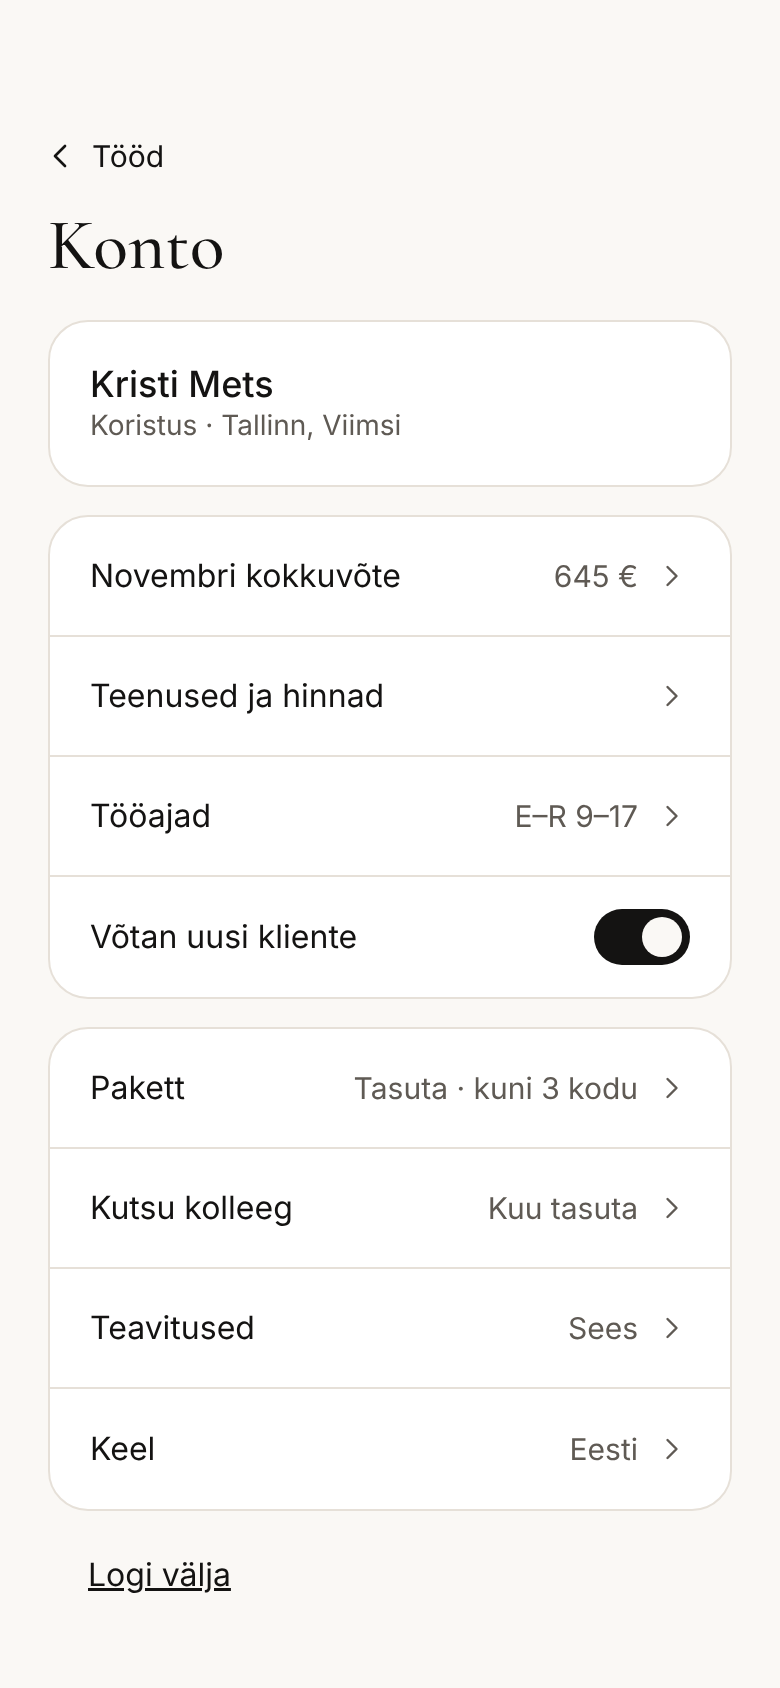 Tööd
Konto
Kristi Mets
Koristus · Tallinn, Viimsi
Novembri kokkuvõte 645 €
Teenused ja hinnad
Tööajad E–R 9–17
Võtan uusi kliente
Pakett Tasuta · kuni 3 kodu
Kutsu kolleeg Kuu tasuta
Teavitused Sees
Keel Eesti
Logi välja